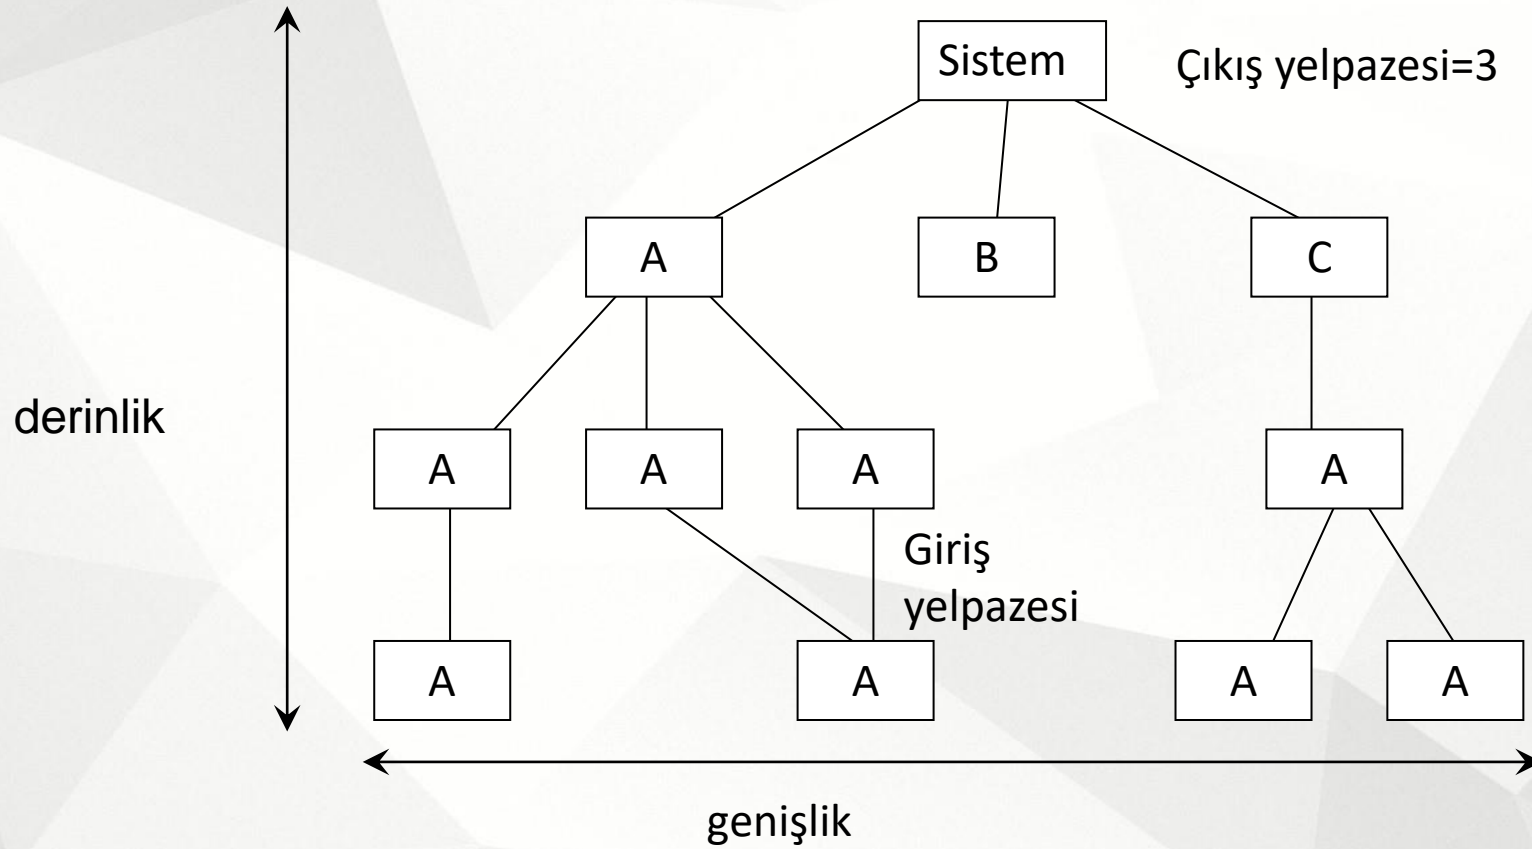 Sistem
Çıkış yelpazesi=3
A
B
C
derinlik
A
A
A
A
Giriş
yelpazesi
A
A
A
A
genişlik